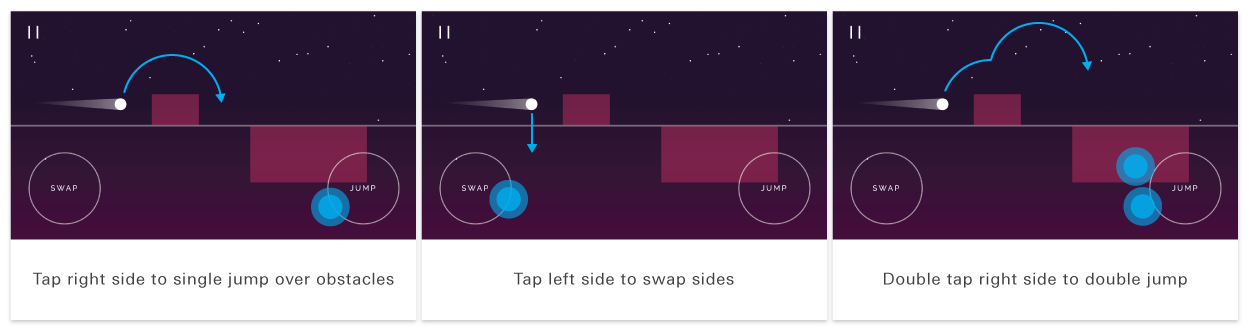 SWAP
JUMP
Tap right side to single jump over obstacles
SWAP
JUMP
Tap left side to swap sides
SWAP
JUMP
Double tap right side to double jump